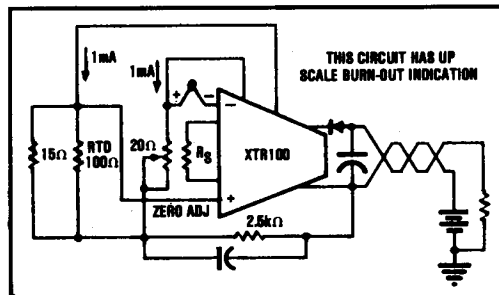 1mA
1mA
THIS CIRCUIT HAS UP
SCALE BURN-OUT INDICATION
+ −
−
15Ω
RTD
100Ω
20Ω
RS
XTR100
+
ZERO ADJ
2.5kΩ